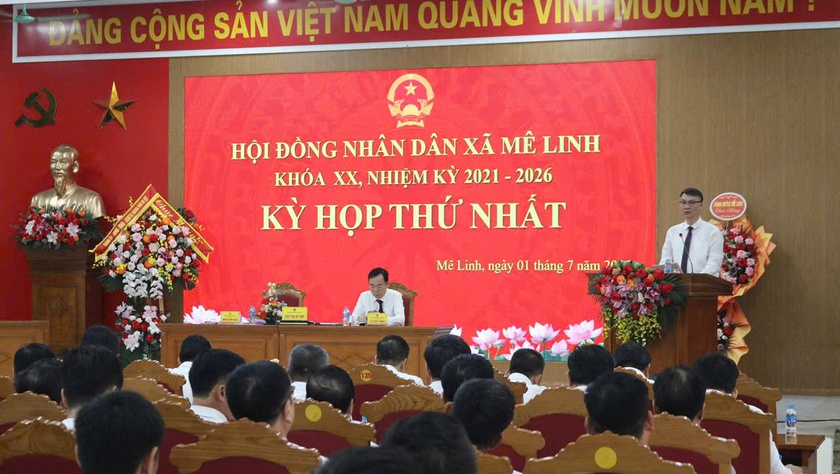 ĐẢNG CỘNG SẢN VIỆT NAM QUANG VINH MUÔN NĂM !
HỘI ĐỒNG NHÂN DÂN XÃ MÊ LINH
KHÓA XX, NHIỆM KỲ 2021 - 2026
KỲ HỌP THỨ NHẤT
Mê Linh, ngày 01 tháng 7 năm